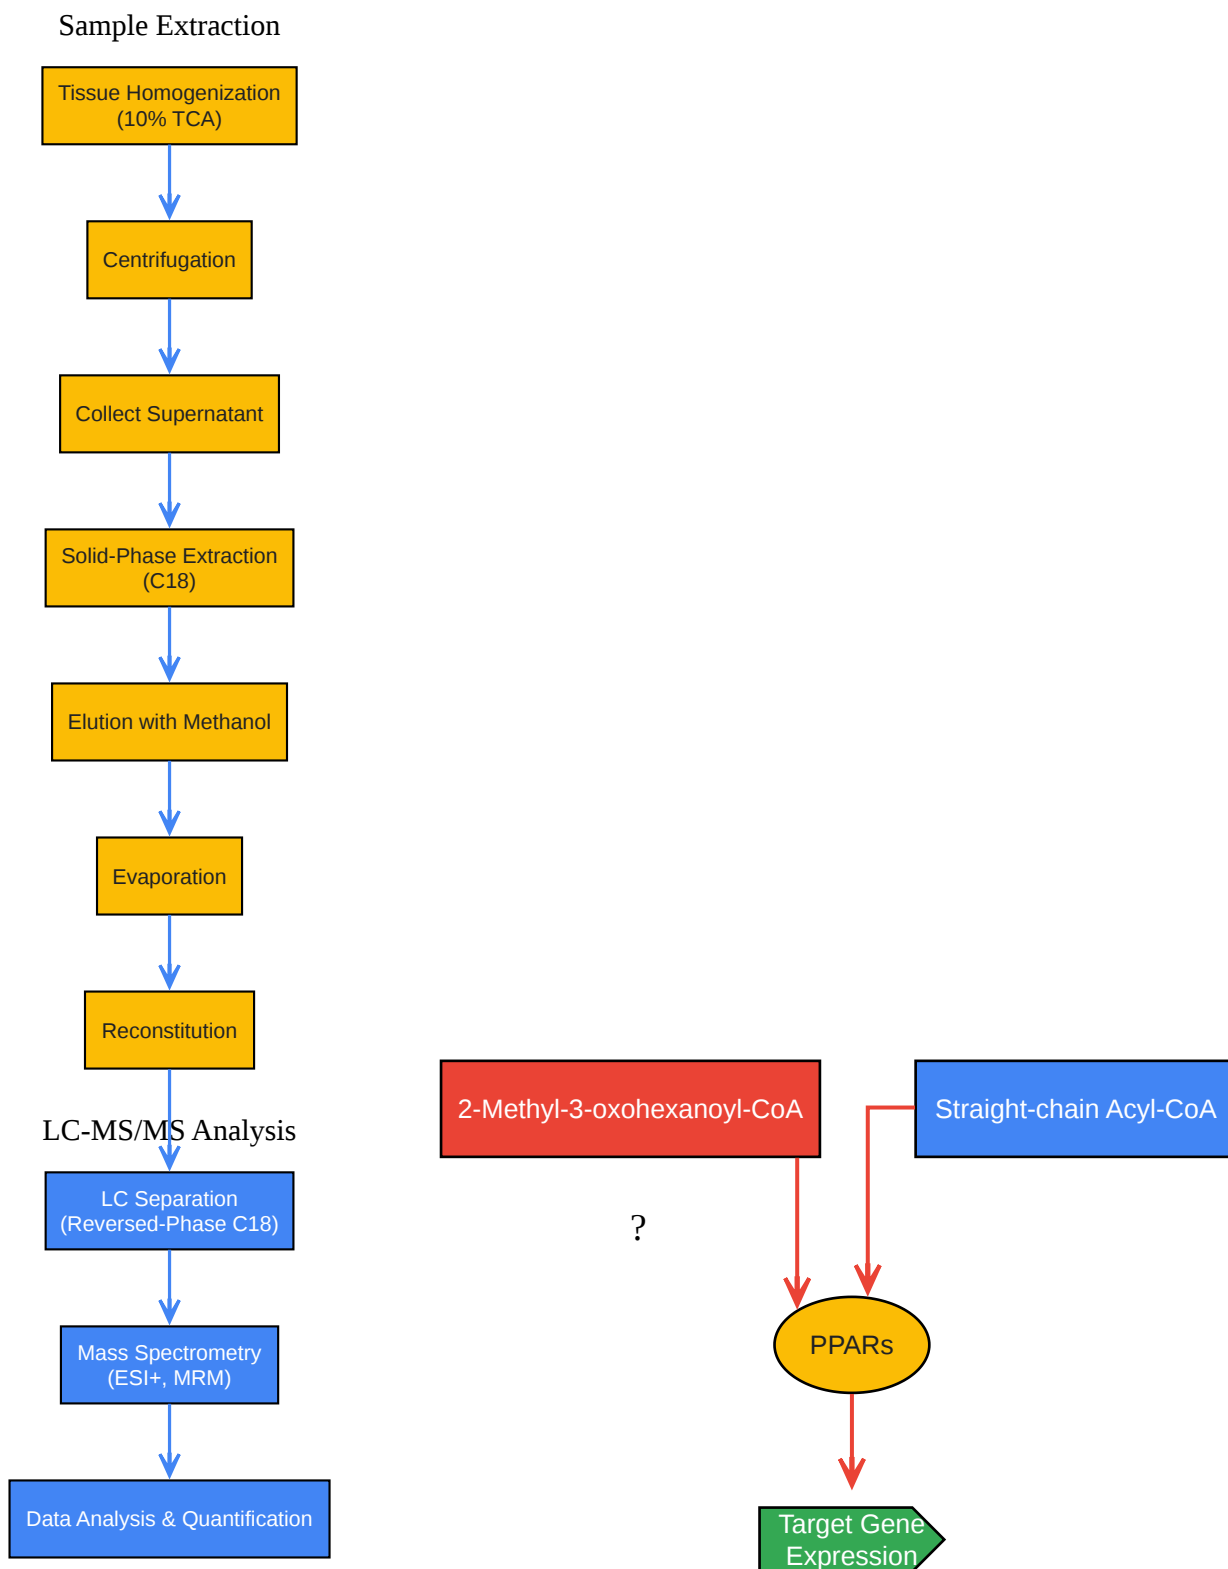 Sample Extraction
Tissue Homogenization
(10% TCA)
Centrifugation
Collect Supernatant
Solid-Phase Extraction
(C18)
Elution with Methanol
Evaporation
Reconstitution
LC-MS/MS Analysis
LC Separation
(Reversed-Phase C18)
Mass Spectrometry
(ESI+, MRM)
Data Analysis & Quantification
2-Methyl-3-oxohexanoyl-CoA
Straight-chain Acyl-CoA
?
PPARs
Target Gene
Expression